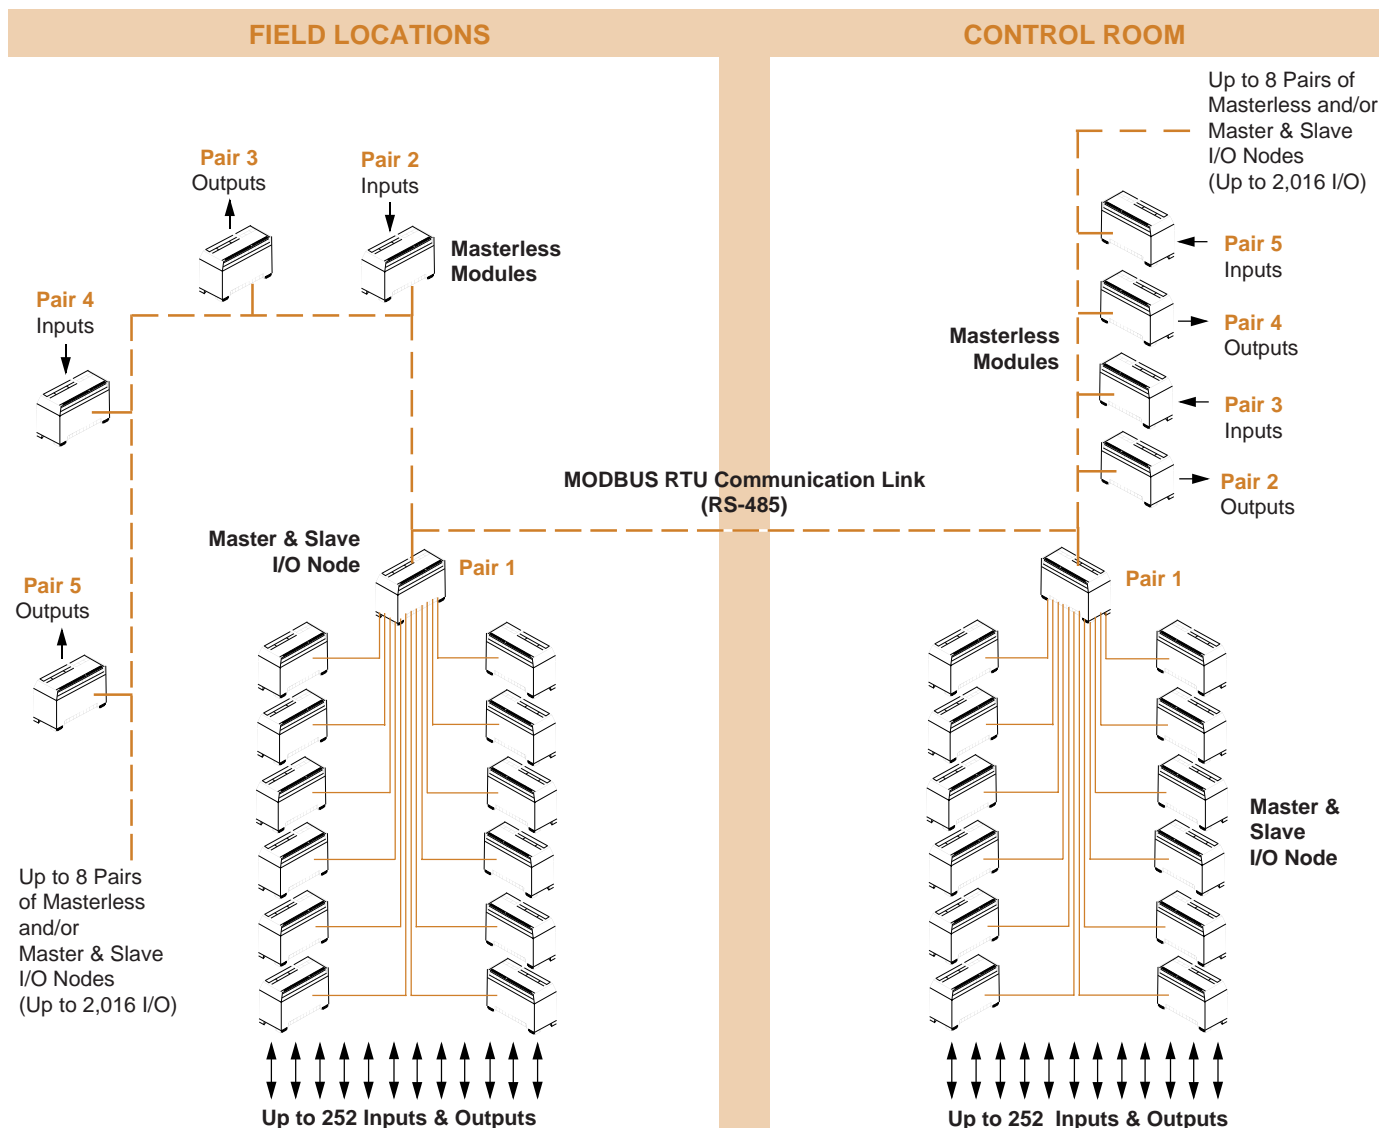 FIELD LOCATIONS
CONTROL ROOM
Up to 8 Pairs of
Masterless and/or
Master & Slave
I/O Nodes
(Up to 2,016 I/O)
Pair 3
Outputs
Pair 2
Inputs
Masterless
Modules
Pair 4
Inputs
Pair 5
Inputs
Pair 4
Outputs
Masterless
Modules
Pair 3
Inputs
Pair 2
Outputs
MODBUS RTU Communication Link
(RS-485)
Master & Slave
I/O Node
Pair 1
Pair 1
Pair 5
Outputs
Master &
Slave
I/O Node
Up to 8 Pairs
of Masterless
and/or
Master & Slave
I/O Nodes
(Up to 2,016 I/O)
Up to 252 Inputs & Outputs
Up to 252 Inputs & Outputs